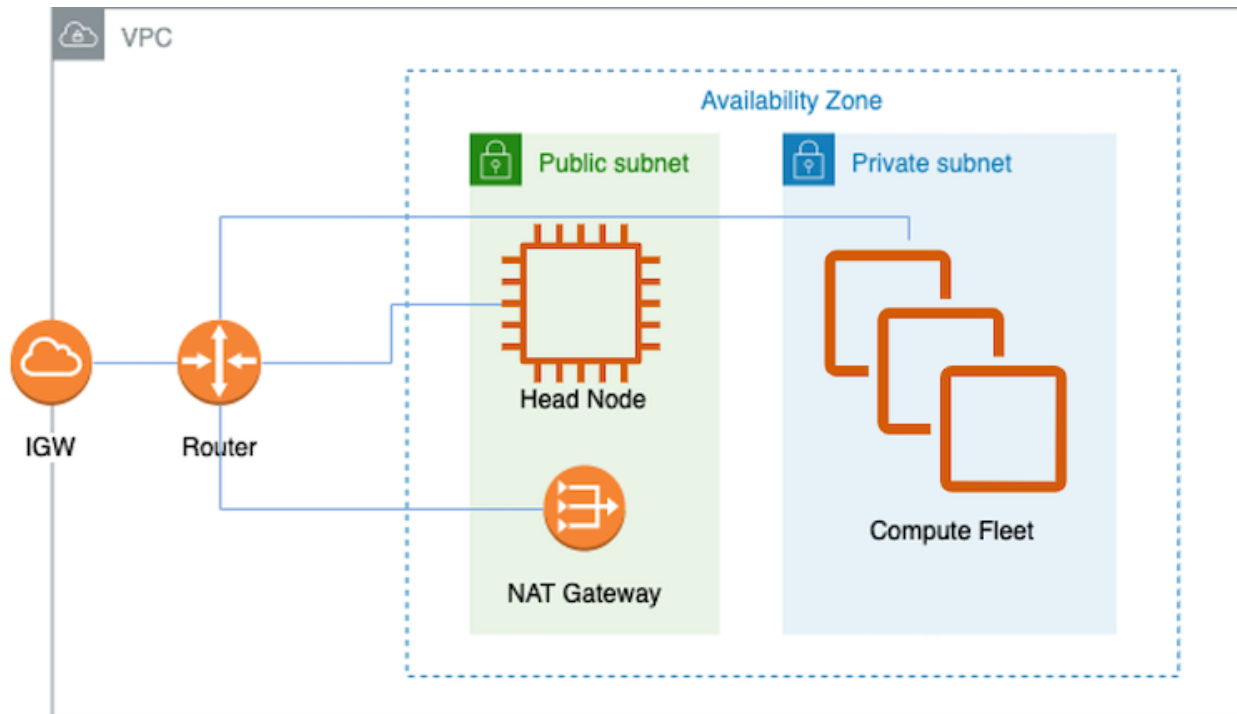 VPC
Availability Zone
Public subnet
Private subnet
Head Node
IGW
Router
Compute Fleet
NAT Gateway